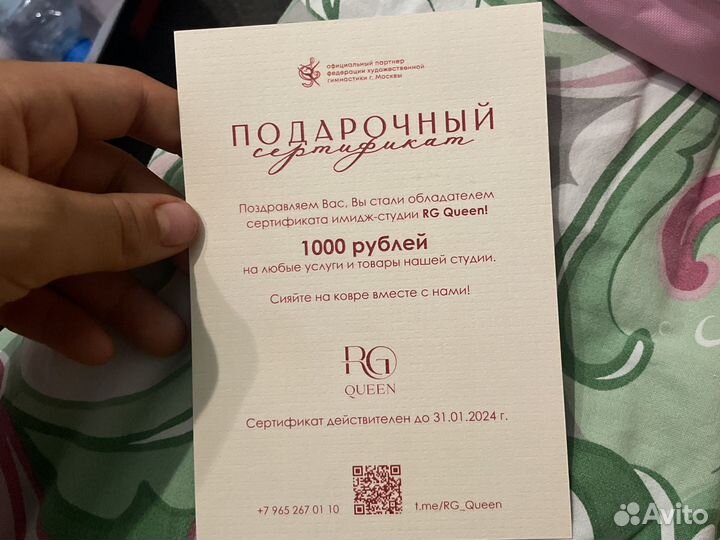 официальный партнер
федерации художественной
гимнастики г. Москвы
ПОДАРОЧНЫЙ
сертификат
Поздравляем Вас, Вы стали обладателем
сертификата имидж-студии RG Queen!
1000 рублей
на любые услуги и товары нашей студии.
Сияйте на ковре вместе с нами!
RG
QUEEN
Сертификат действителен до 31.01.2024 г.
+7 965 267 01 10
t.me/RG_Queen
Avito